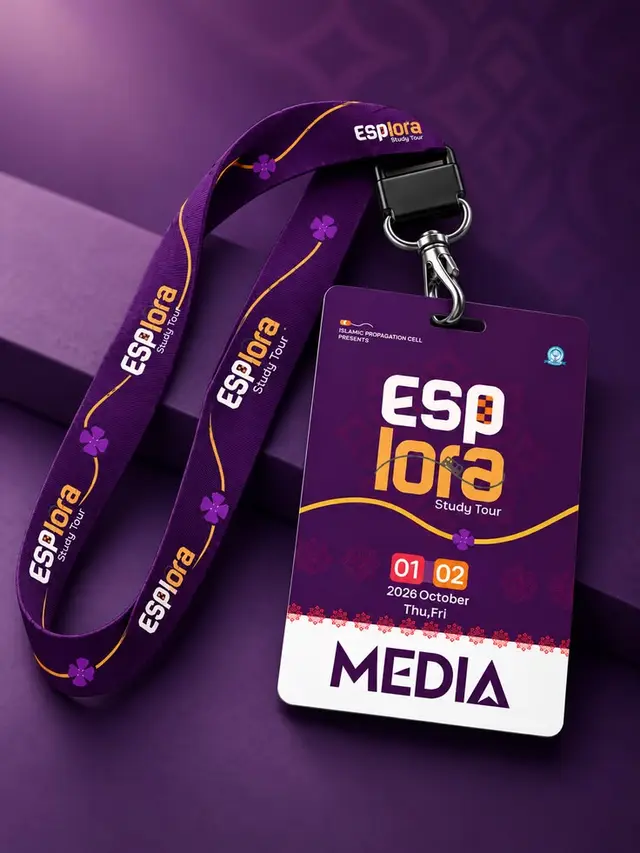 ESplora
Study Tour
ESplora
Study Tour
ESplora
Study Tour
ESplora
Study Tour
ESplora
ISLAMIC PROPAGATION CELL
PRESENTS
ESP
lora
Study Tour
01 02
2026 October
Thu,Fri
MEDIA